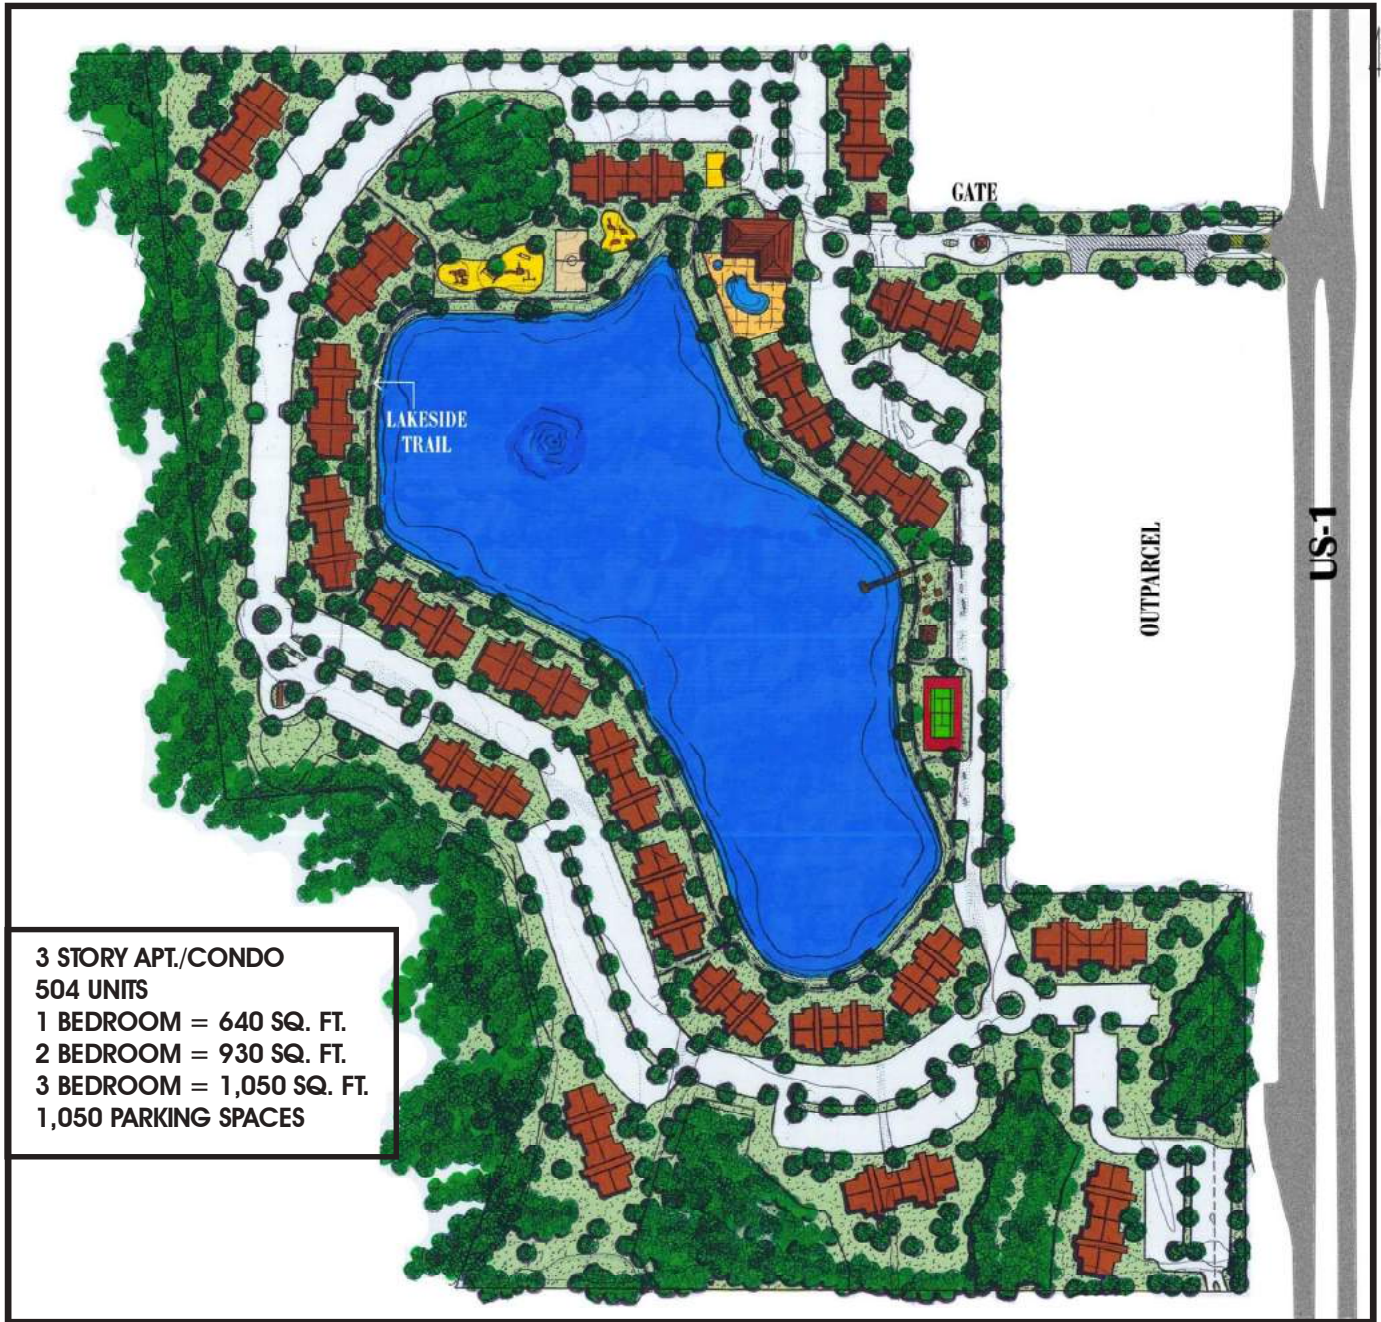 GATE
LAKESIDE
TRAIL
OUTPARCEL
US-1
3 STORY APT./CONDO
504 UNITS
1 BEDROOM = 640 SQ. FT.
2 BEDROOM = 930 SQ. FT.
3 BEDROOM = 1,050 SQ. FT.
1,050 PARKING SPACES